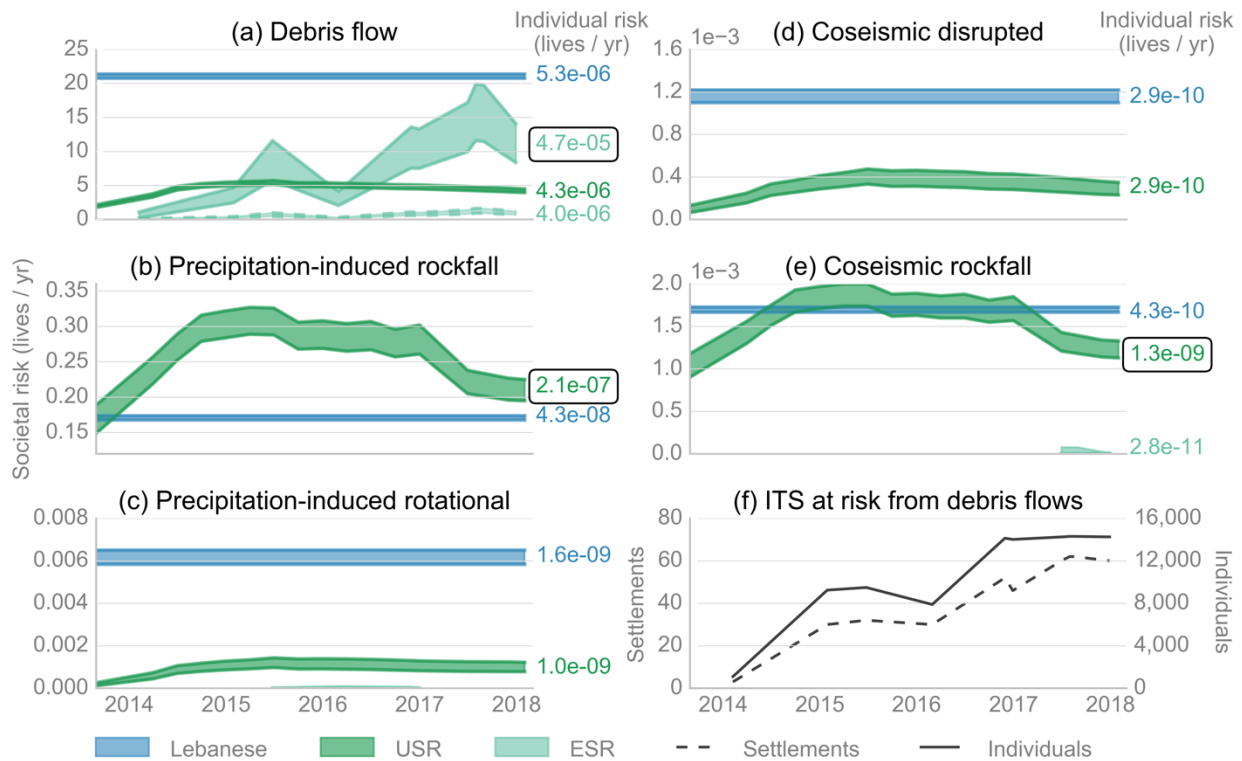 Individual risk
(lives / yr)
(a) Debris flow
25
20
15
10
5
0
5.3e-06
4.7e-05
4.3e-06
4.0e-06
Individual risk
(lives / yr)
(d) Coseismic disrupted
1e−3
1.6
1.2
0.8
0.4
0.0
2.9e-10
2.9e-10
Societal risk (lives / yr)
(b) Precipitation-induced rockfall
0.35
0.30
0.25
0.20
0.15
2.1e-07
4.3e-08
(e) Coseismic rockfall
1e−3
2.0
1.5
1.0
0.5
0.0
4.3e-10
1.3e-09
2.8e-11
(c) Precipitation-induced rotational
0.008
0.006
0.004
0.002
0.000
1.6e-09
1.0e-09
2014 2015 2016 2017 2018
(f) ITS at risk from debris flows
Settlements
80
60
40
20
0
16,000
12,000
8,000
4,000
0
Individuals
2014 2015 2016 2017 2018
Lebanese USR ESR Settlements Individuals